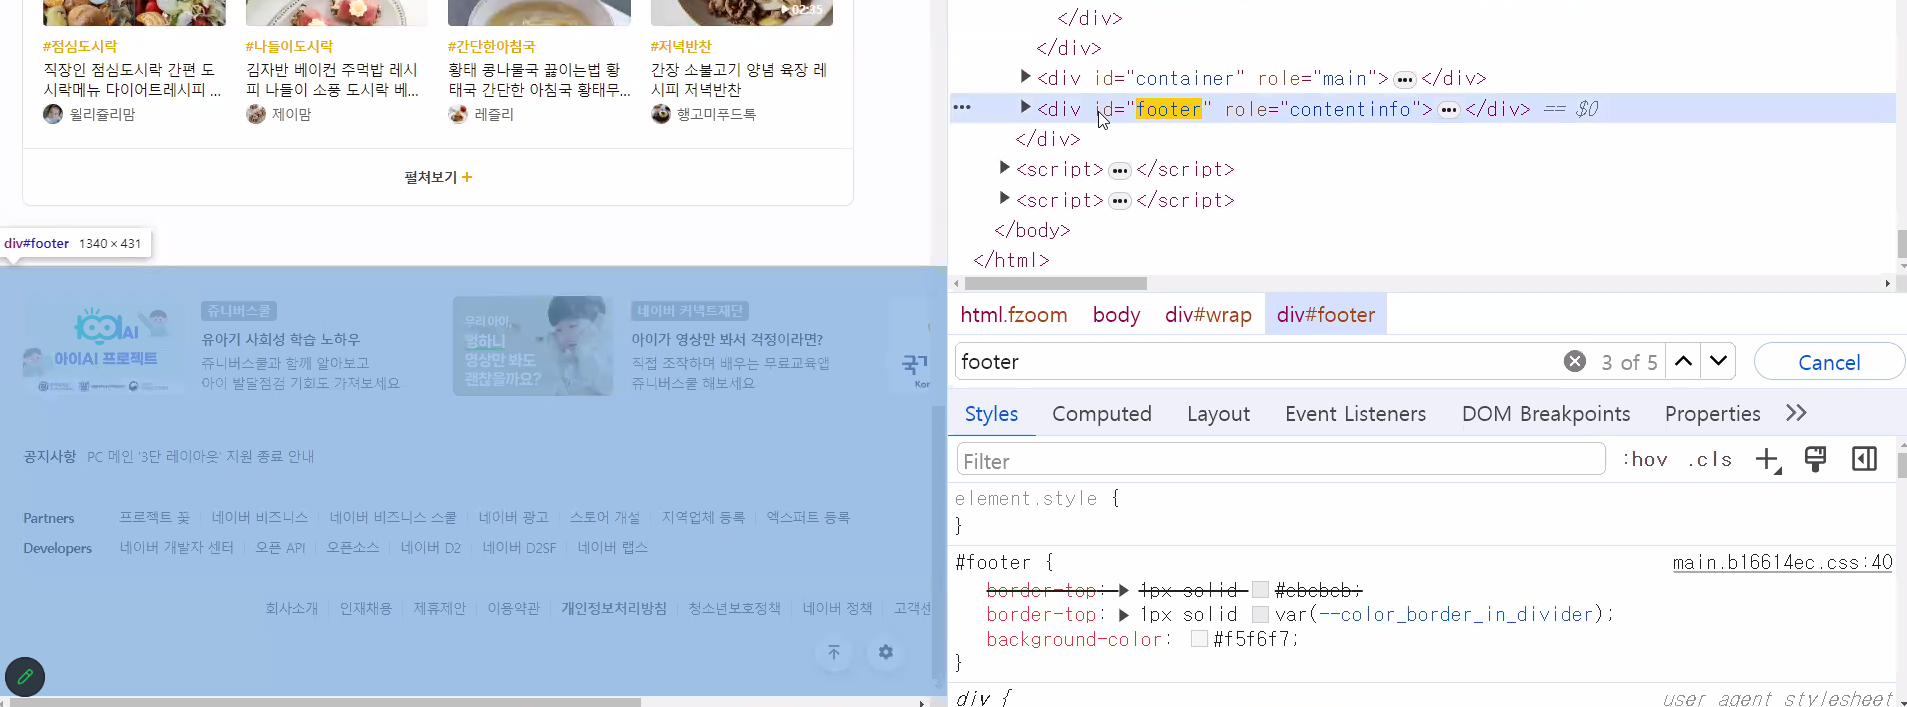 02:35
#점심도시락
직장인 점심도시락 간편 도
시락메뉴 다이어트레시피 ...
윌리쥴리맘
#나들이도시락
김자반 베이컨 주먹밥 레시
피 나들이 소풍 도시락 베...
제이맘
#간단한아침국
황태 콩나물국 끓이는법 황
태국 간단한 아침국 황태무...
레즐리
#저녁반찬
간장 소불고기 양념 육장 레
시피 저녁반찬
행고미푸드톡
펼쳐보기 +
div#footer 1340 × 431
아이AI 프로젝트
쥬니버스쿨
유아기 사회성 학습 노하우
쥬니버스쿨과 함께 알아보고
아이 발달점검 기회도 가져보세요
우리 아이,
멍하니
영상만 봐도
괜찮을까요?
네이버 커넥트재단
아이가 영상만 봐서 걱정이라면?
직접 조작하며 배우는 무료교육앱
쥬니버스쿨 해보세요
국가
Kor
공지사항 PC 메인 '3단 레이아웃' 지원 종료 안내
Partners 프로젝트 꽃 네이버 비즈니스 네이버 비즈니스 스쿨 네이버 광고 스토어 개설 지역업체 등록 엑스퍼트 등록
Developers 네이버 개발자 센터 오픈 API 오픈소스 네이버 D2 네이버 D2SF 네이버 랩스
회사소개 인재채용 제휴제안 이용약관 개인정보처리방침 청소년보호정책 네이버 정책 고객센
</div>
</div>
<div id="container" role="main">…</div>
<div id="footer" role="contentinfo">…</div> == $0
</div>
<script>…</script>
<script>…</script>
</body>
</html>
html.fzoom body div#wrap div#footer
footer 3 of 5 Cancel
Styles Computed Layout Event Listeners DOM Breakpoints Properties
Filter :hov .cls
element.style {
}
#footer { main.b16614ec.css:40
border-top: 1px solid #ebebeb;
border-top: 1px solid var(--color_border_in_divider);
background-color: #f5f6f7;
}
div { user agent stylesheet